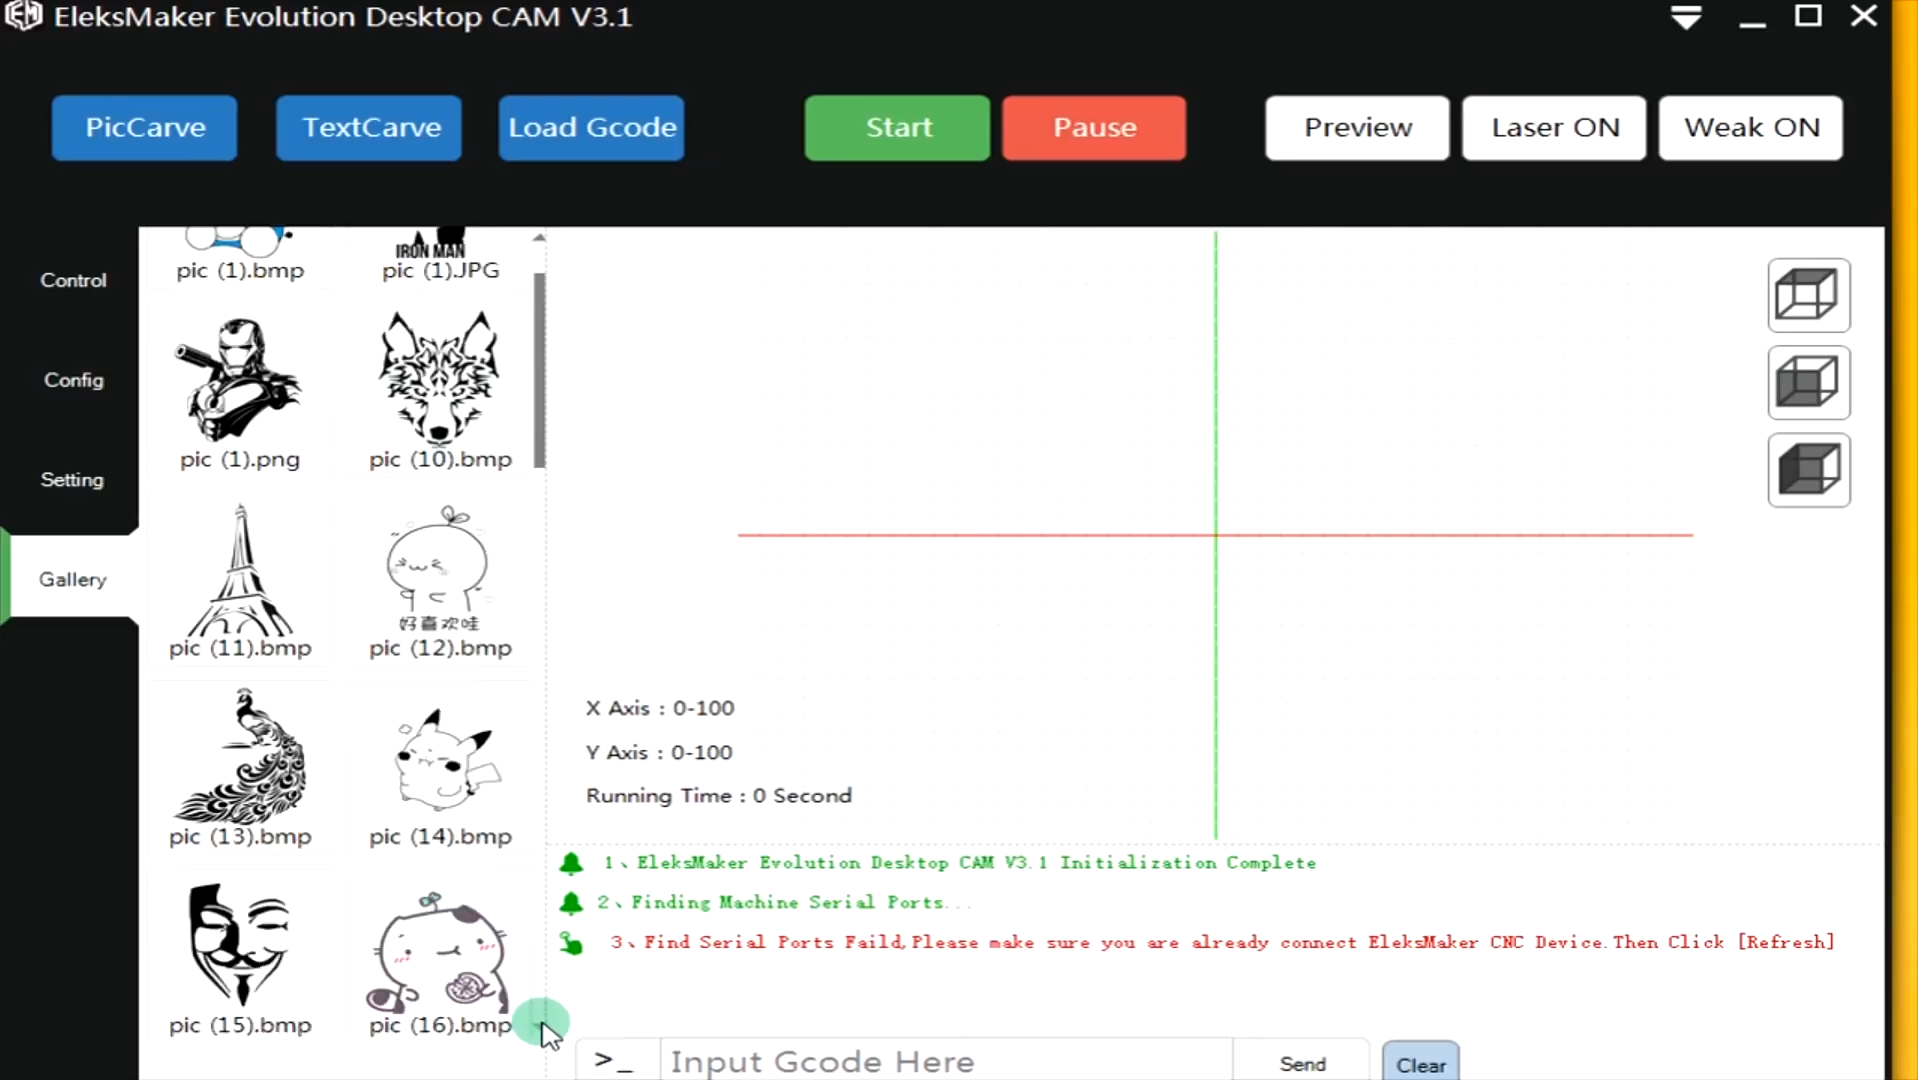 EleksMaker Evolution Desktop CAM V3.1
PicCarve
TextCarve
Load Gcode
Start
Pause
Preview
Laser ON
Weak ON
Control
Config
Setting
Gallery
IRON MAN
pic (1).bmp
pic (1).JPG
pic (1).png
pic (10).bmp
好喜欢哇
pic (11).bmp
pic (12).bmp
pic (13).bmp
pic (14).bmp
pic (15).bmp
pic (16).bmp
X Axis : 0-100
Y Axis : 0-100
Running Time : 0 Second
1、EleksMaker Evolution Desktop CAM V3.1 Initialization Complete
2、Finding Machine Serial Ports...
3、Find Serial Ports Faild,Please make sure you are already connect EleksMaker CNC Device.Then Click [Refresh]
>_ Input Gcode Here
Send
Clear